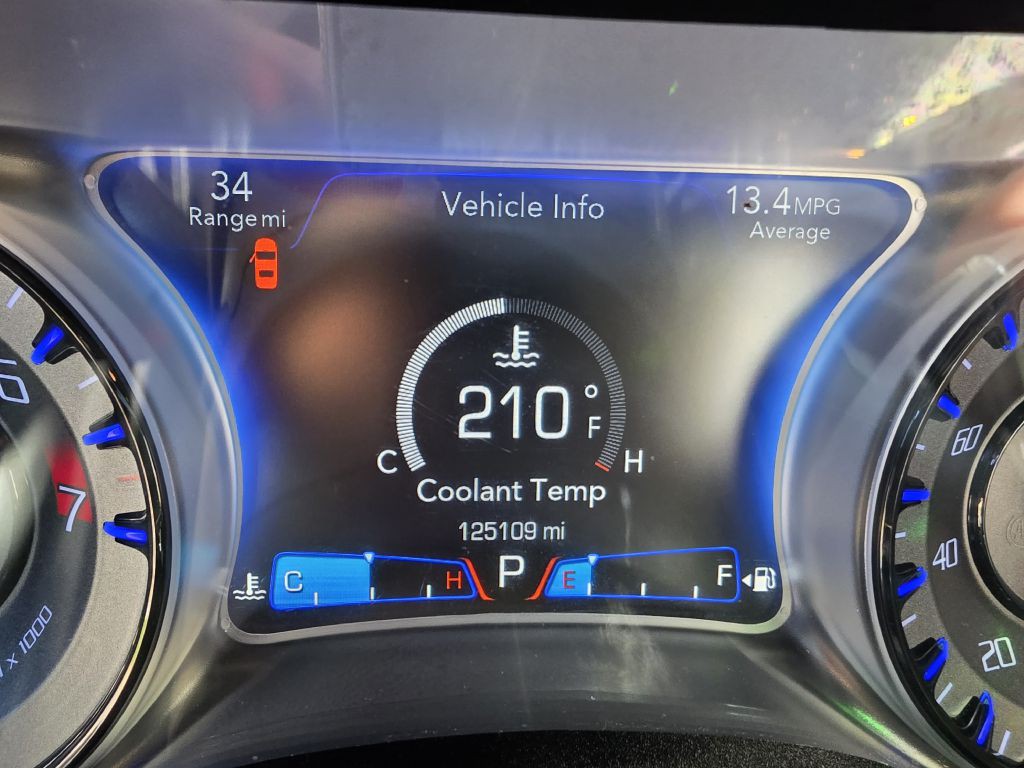 34
Range mi
Vehicle Info
13.4 MPG
Average
210 °F
C H
Coolant Temp
125109 mi
C H P E F
6
7
x 1000
60
40
20